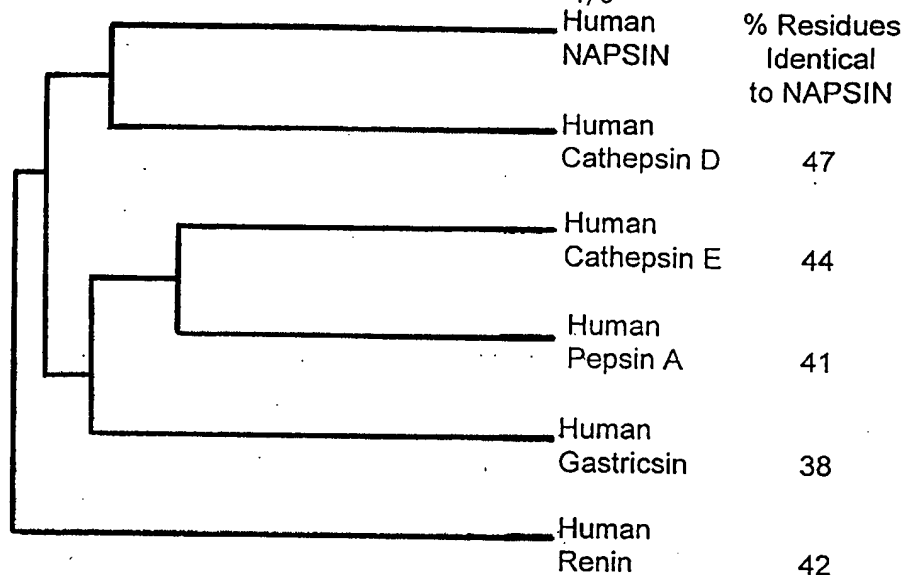 Human
NAPSIN
% Residues
Identical
to NAPSIN
Human
Cathepsin D 47
Human
Cathepsin E 44
Human
Pepsin A 41
Human
Gastricsin 38
Human
Renin 42